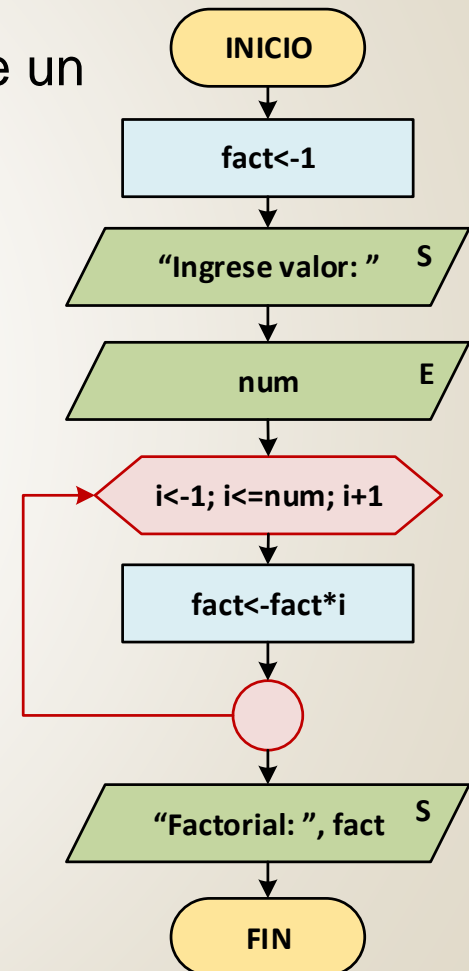 e un
INICIO
fact<-1
“Ingrese valor: ” S
num E
i<-1; i<=num; i+1
fact<-fact*i
“Factorial: ”, fact S
FIN